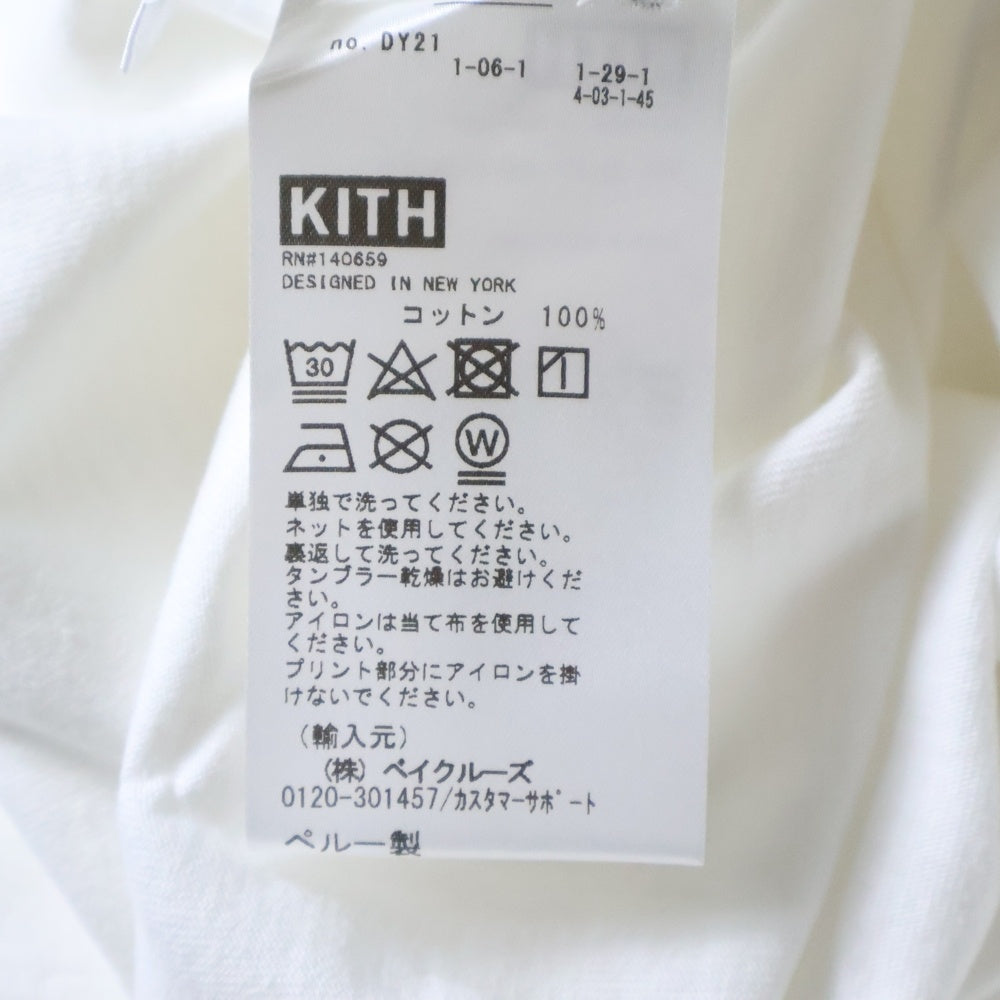 no. DY21
1-06-1 1-29-1
4-03-1-45
KITH
RN#140659
DESIGNED IN NEW YORK
コットン 100%
30
W
単独で洗ってください。
ネットを使用してください。
裏返して洗ってください。
タンブラー乾燥はお避けくだ
さい。
アイロンは当て布を使用して
ください。
プリント部分にアイロンを掛
けないでください。
(輸入元)
(株) ベイクルーズ
0120-301457/カスタマーサポート
ペルー製